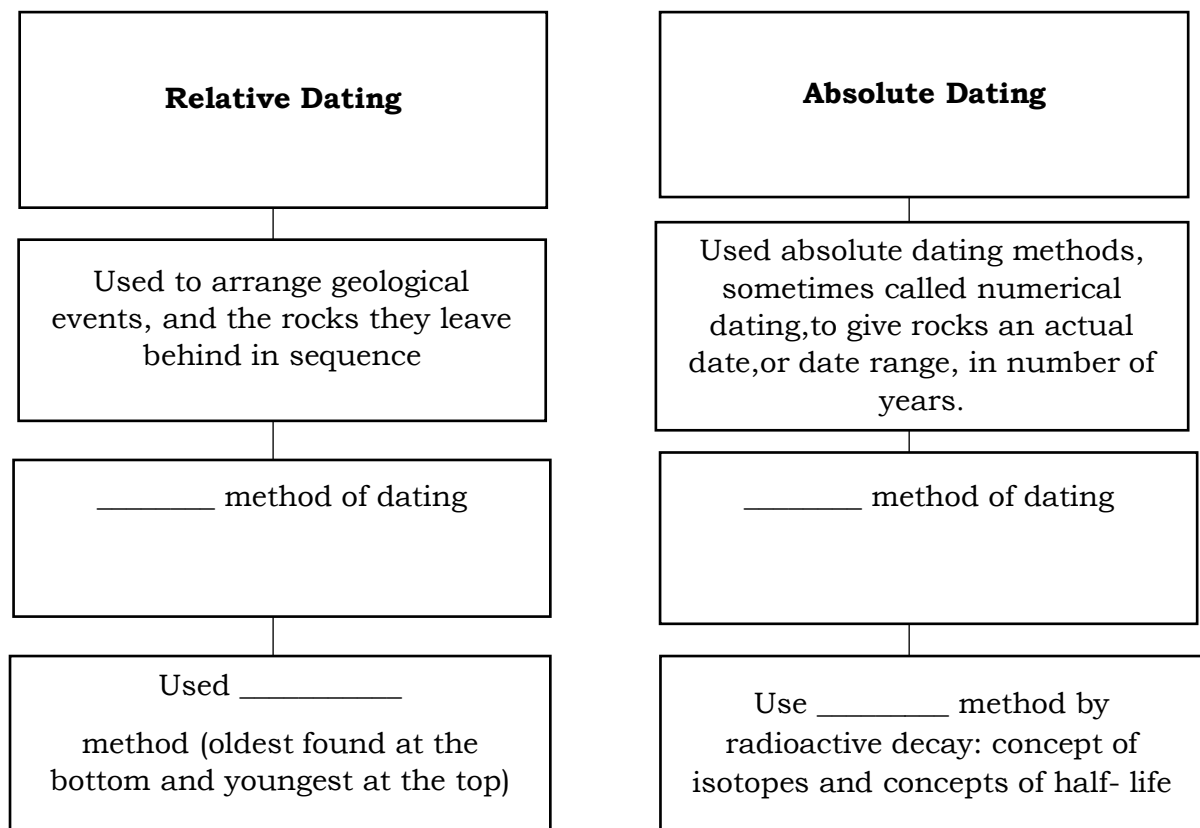 Relative Dating
Used to arrange geological
events, and the rocks they leave
behind in sequence
________ method of dating
Used ___________
method (oldest found at the
bottom and youngest at the top)
Absolute Dating
Used absolute dating methods,
sometimes called numerical
dating,to give rocks an actual
date,or date range, in number of
years.
________ method of dating
Use _________ method by
radioactive decay: concept of
isotopes and concepts of half- life